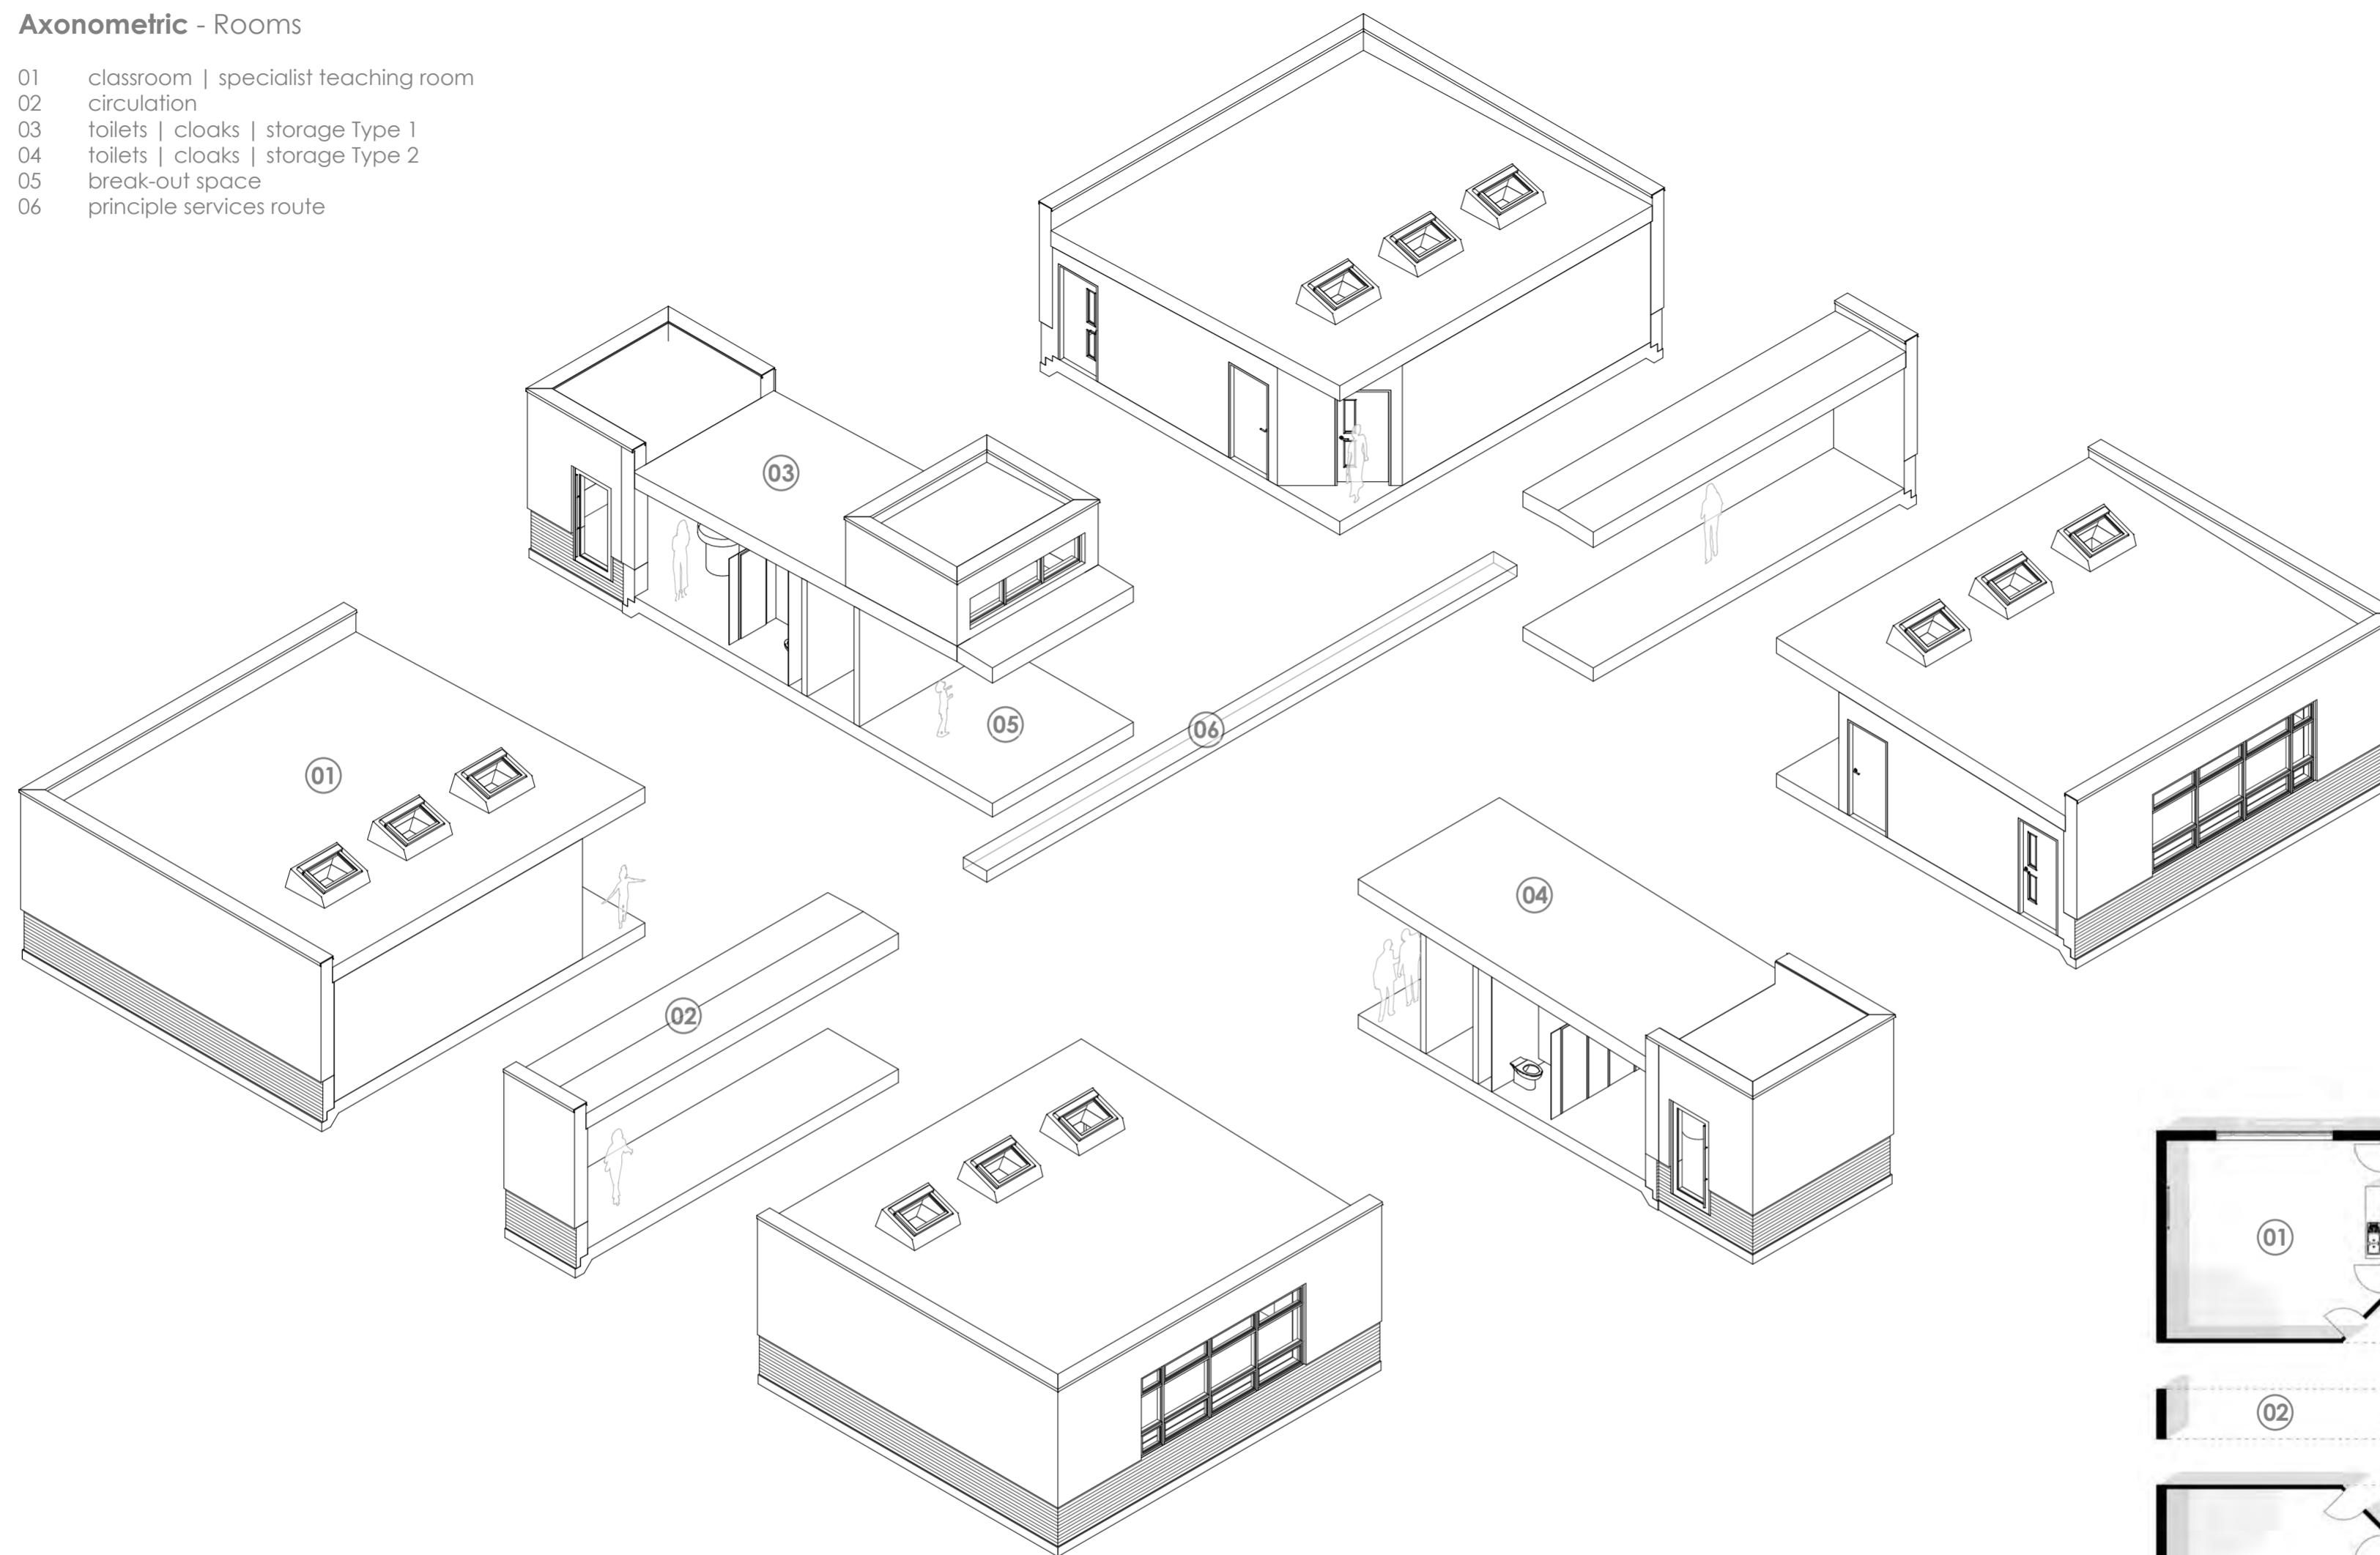 Axonometric - Rooms
01 classroom | specialist teaching room
02 circulation
03 toilets | cloaks | storage Type 1
04 toilets | cloaks | storage Type 2
05 break-out space
06 principle services route
03
05
06
01
04
02
01
02